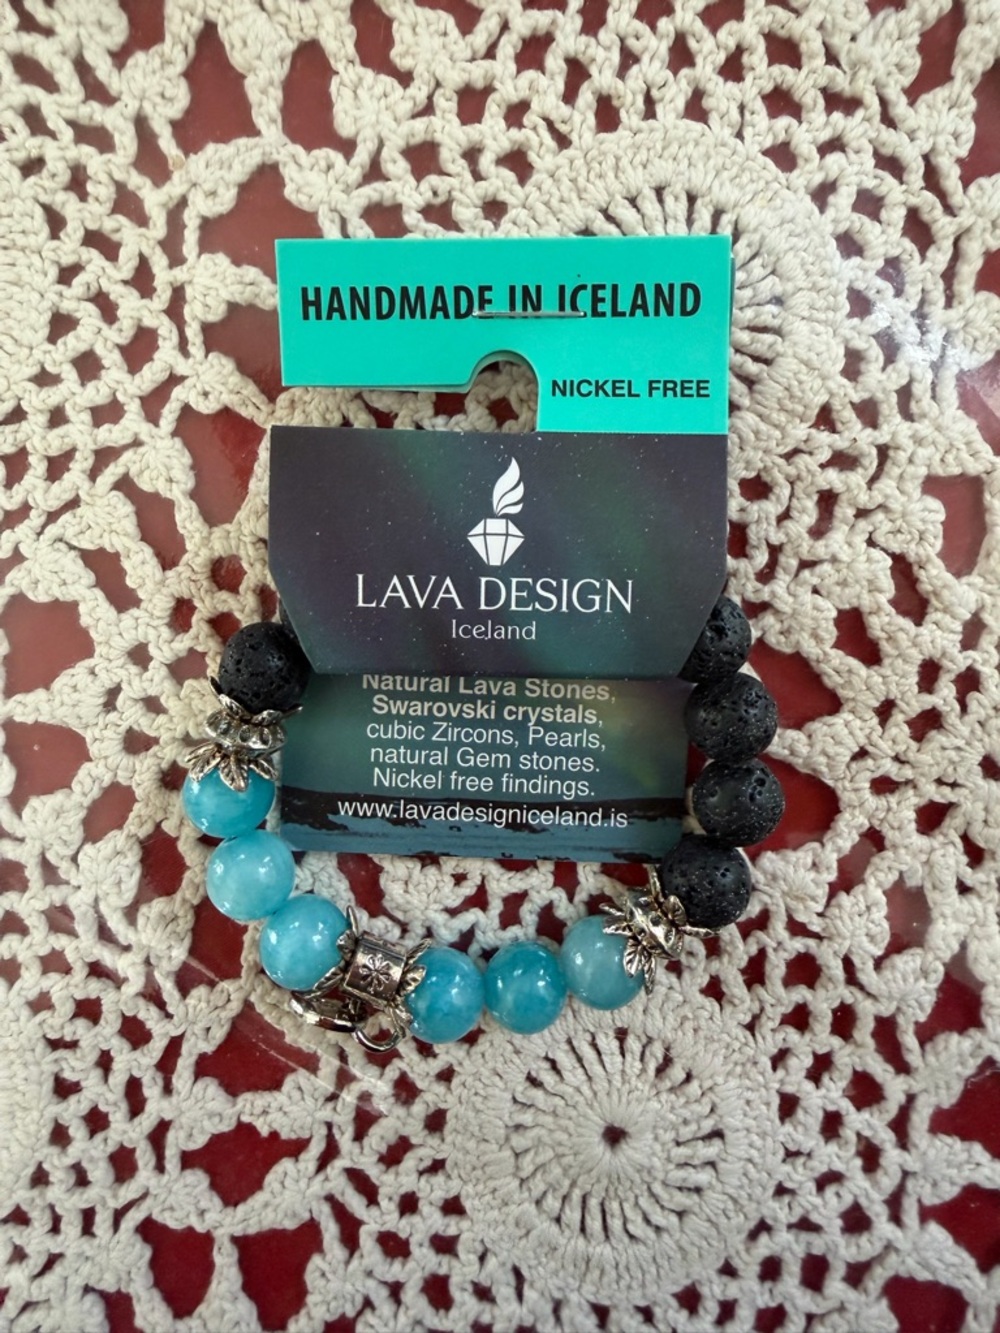 HANDMADE IN ICELAND
NICKEL FREE
LAVA DESIGN
Iceland
Natural Lava Stones,
Swarovski crystals,
cubic Zircons, Pearls,
natural Gem stones.
Nickel free findings.
www.lavadesigniceland.is